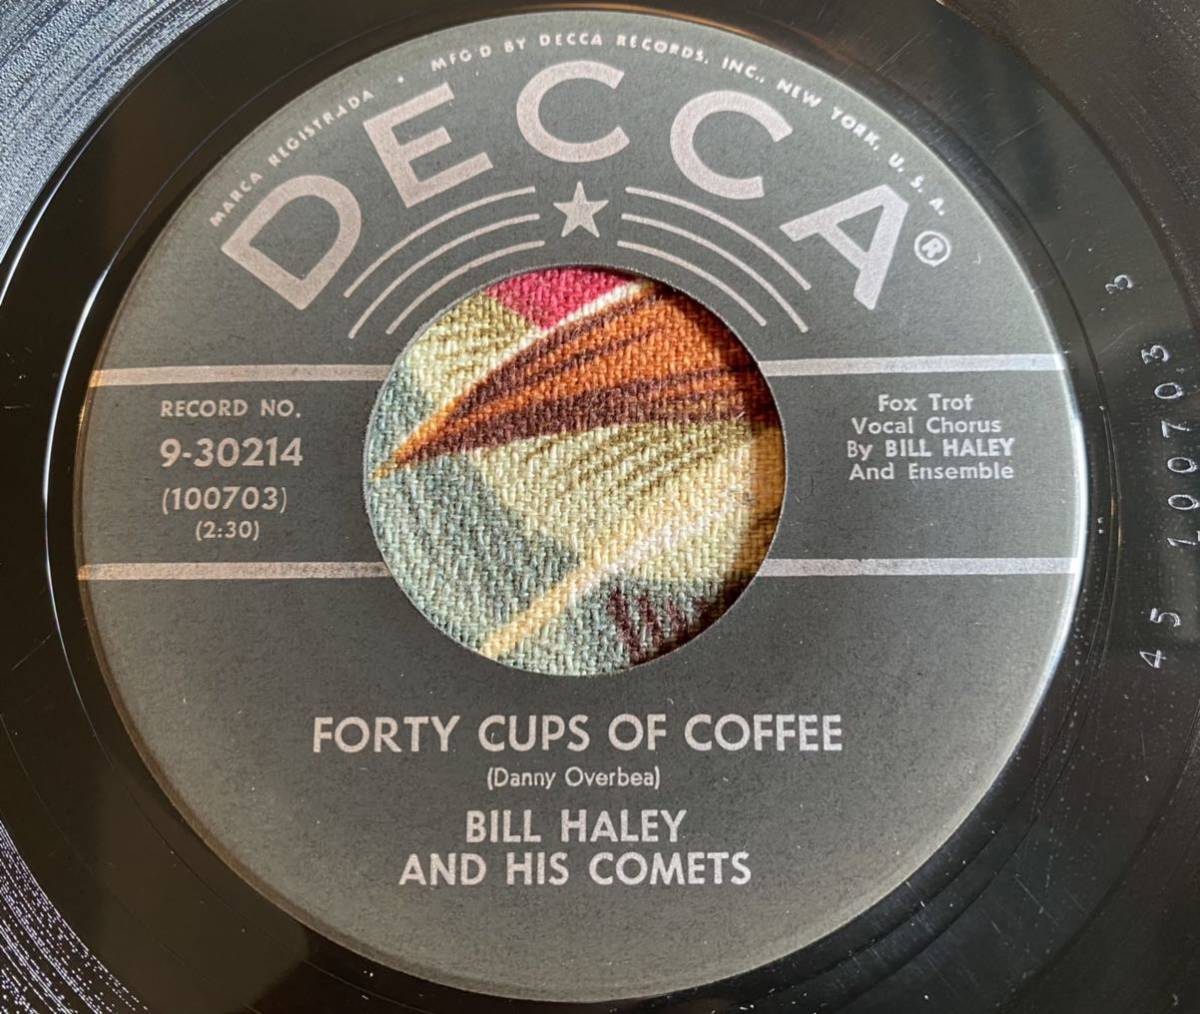 MARCA REGISTRADA • MFG'D BY DECCA RECORDS, INC., NEW YORK, U. S. A.
DECCA®
RECORD NO.
9-30214
(100703)
(2:30)
Fox Trot
Vocal Chorus
By BILL HALEY
And Ensemble
FORTY CUPS OF COFFEE
(Danny Overbea)
BILL HALEY
AND HIS COMETS
45 100703 3